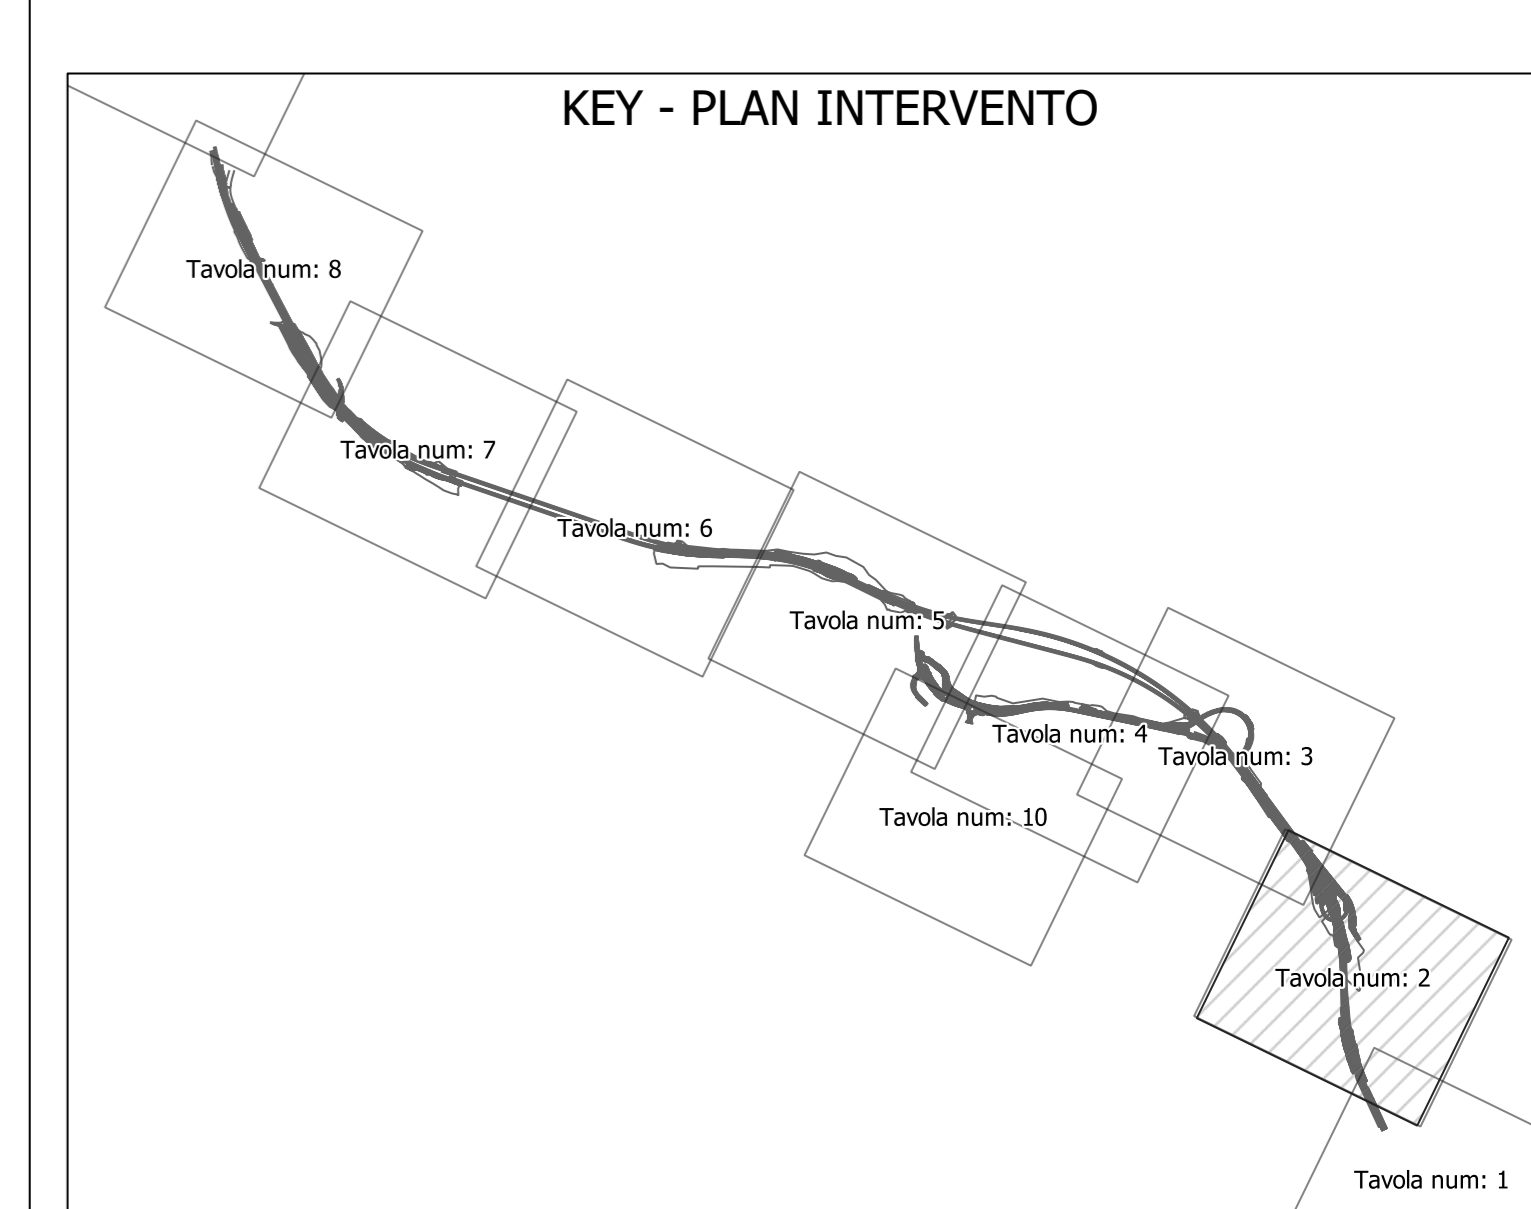 KEY - PLAN INTERVENTO
Tavola num: 8
Tavola num: 7
Tavola num: 6
Tavola num: 5
Tavola num: 4
Tavola num: 3
Tavola num: 10
Tavola num: 2
Tavola num: 1